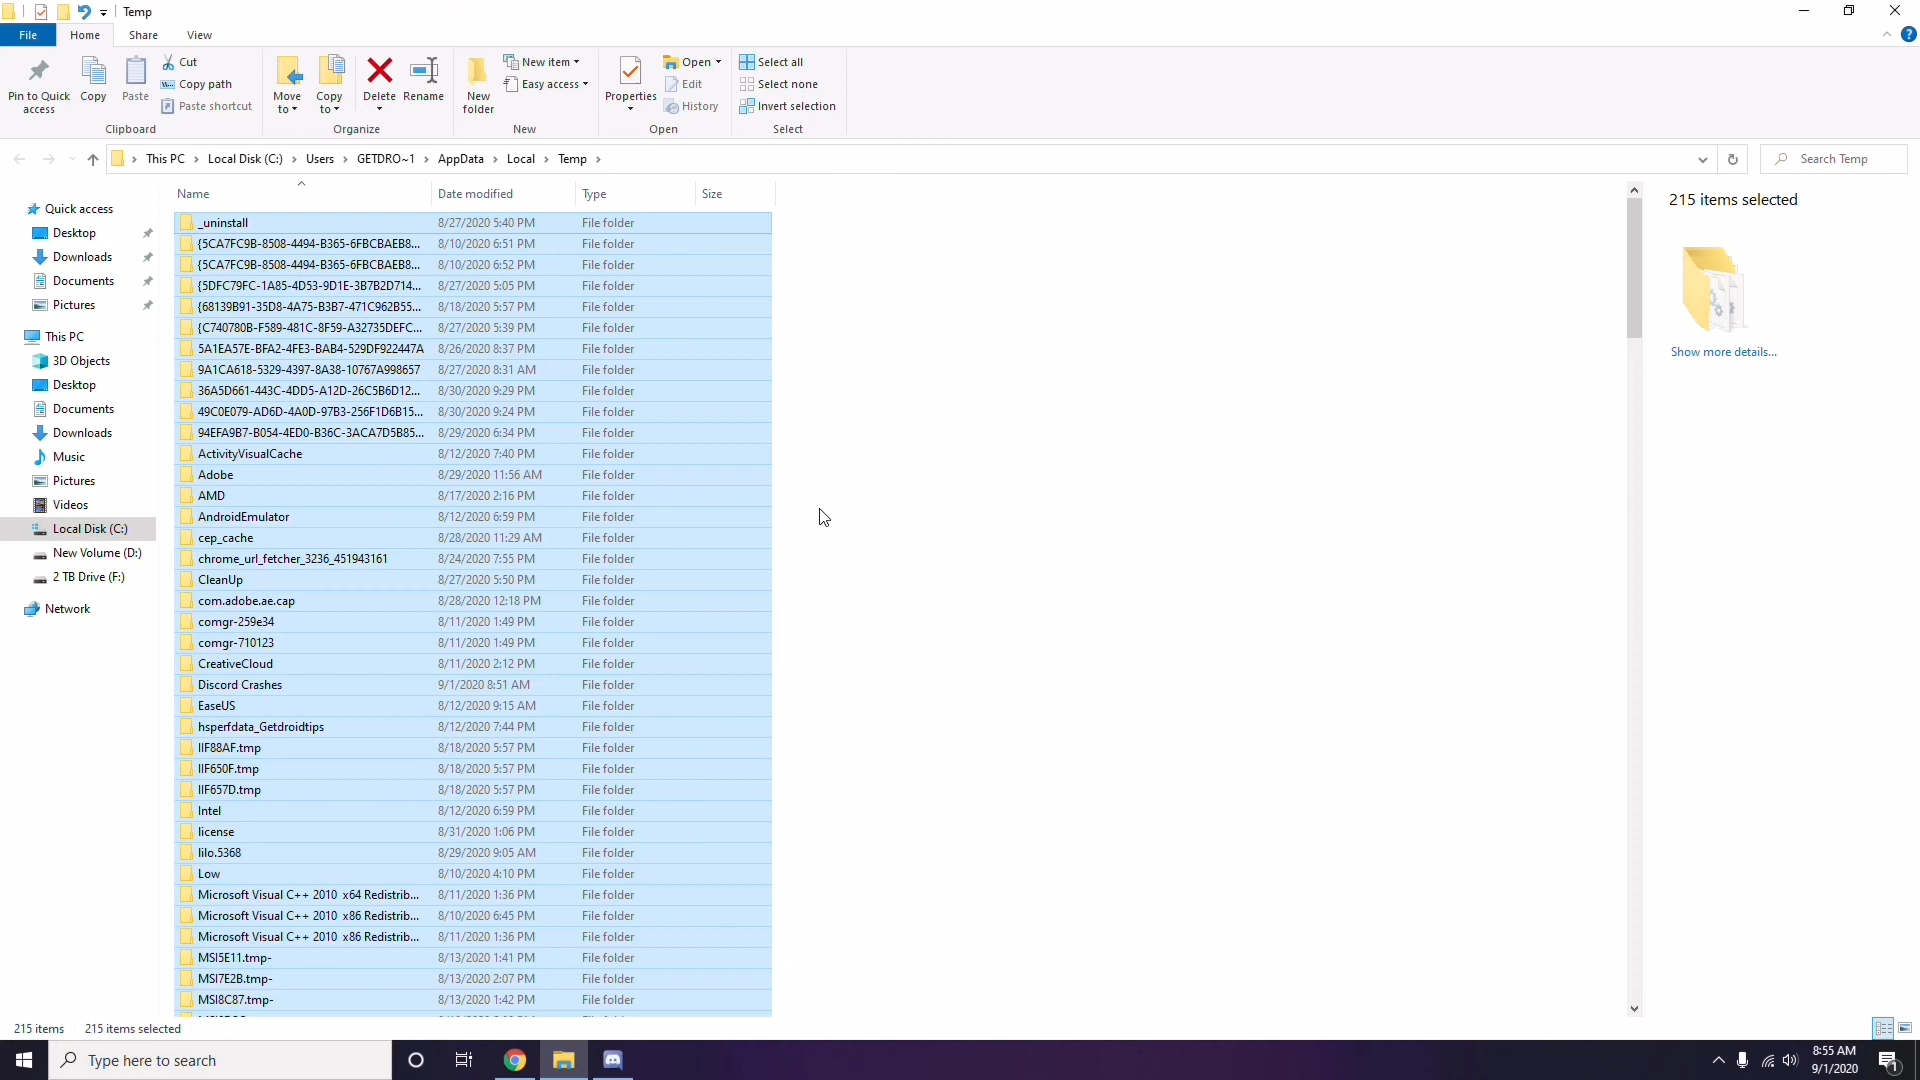 Temp
File Home Share View
Pin to Quick access
Copy
Paste
Cut
Copy path
Paste shortcut
Clipboard
Move to
Copy to
Delete
Rename
Organize
New folder
New item
Easy access
New
Properties
Open
Edit
History
Open
Select all
Select none
Invert selection
Select
This PC > Local Disk (C:) > Users > GETDRO~1 > AppData > Local > Temp >
Search Temp
Quick access
Desktop
Downloads
Documents
Pictures
This PC
3D Objects
Desktop
Documents
Downloads
Music
Pictures
Videos
Local Disk (C:)
New Volume (D:)
2 TB Drive (F:)
Network
Name Date modified Type Size
_uninstall 8/27/2020 5:40 PM File folder
{5CA7FC9B-8508-4494-B365-6FBCBAEB8... 8/10/2020 6:51 PM File folder
{5CA7FC9B-8508-4494-B365-6FBCBAEB8... 8/10/2020 6:52 PM File folder
{5DFC79FC-1A85-4D53-9D1E-3B7B2D714... 8/27/2020 5:05 PM File folder
{68139B91-35D8-4A75-B3B7-471C962B55... 8/18/2020 5:57 PM File folder
{C740780B-F589-481C-8F59-A32735DEFC... 8/27/2020 5:39 PM File folder
5A1EA57E-BFA2-4FE3-BAB4-529DF922447A 8/26/2020 8:37 PM File folder
9A1CA618-5329-4397-8A38-10767A998657 8/27/2020 8:31 AM File folder
36A5D661-443C-4DD5-A12D-26C5B6D12... 8/30/2020 9:29 PM File folder
49C0E079-AD6D-4A0D-97B3-256F1D6B15... 8/30/2020 9:24 PM File folder
94EFA9B7-B054-4ED0-B36C-3ACA7D5B85... 8/29/2020 6:34 PM File folder
ActivityVisualCache 8/12/2020 7:40 PM File folder
Adobe 8/29/2020 11:56 AM File folder
AMD 8/17/2020 2:16 PM File folder
AndroidEmulator 8/12/2020 6:59 PM File folder
cep_cache 8/28/2020 11:29 AM File folder
chrome_url_fetcher_3236_451943161 8/24/2020 7:55 PM File folder
CleanUp 8/27/2020 5:50 PM File folder
com.adobe.ae.cap 8/28/2020 12:18 PM File folder
comgr-259e34 8/11/2020 1:49 PM File folder
comgr-710123 8/11/2020 1:49 PM File folder
CreativeCloud 8/11/2020 2:12 PM File folder
Discord Crashes 9/1/2020 8:51 AM File folder
EaseUS 8/12/2020 9:15 AM File folder
hsperfdata_Getdroidtips 8/12/2020 7:44 PM File folder
IIF88AF.tmp 8/18/2020 5:57 PM File folder
IIF650F.tmp 8/18/2020 5:57 PM File folder
IIF657D.tmp 8/18/2020 5:57 PM File folder
Intel 8/12/2020 6:59 PM File folder
license 8/31/2020 1:06 PM File folder
lilo.5368 8/29/2020 9:05 AM File folder
Low 8/10/2020 4:10 PM File folder
Microsoft Visual C++ 2010 x64 Redistrib... 8/11/2020 1:36 PM File folder
Microsoft Visual C++ 2010 x86 Redistrib... 8/10/2020 6:45 PM File folder
Microsoft Visual C++ 2010 x86 Redistrib... 8/11/2020 1:36 PM File folder
MSI5E11.tmp- 8/13/2020 1:41 PM File folder
MSI7E2B.tmp- 8/13/2020 2:07 PM File folder
MSI8C87.tmp- 8/13/2020 1:42 PM File folder
215 items selected
Show more details...
215 items 215 items selected
Type here to search
8:55 AM
9/1/2020
1